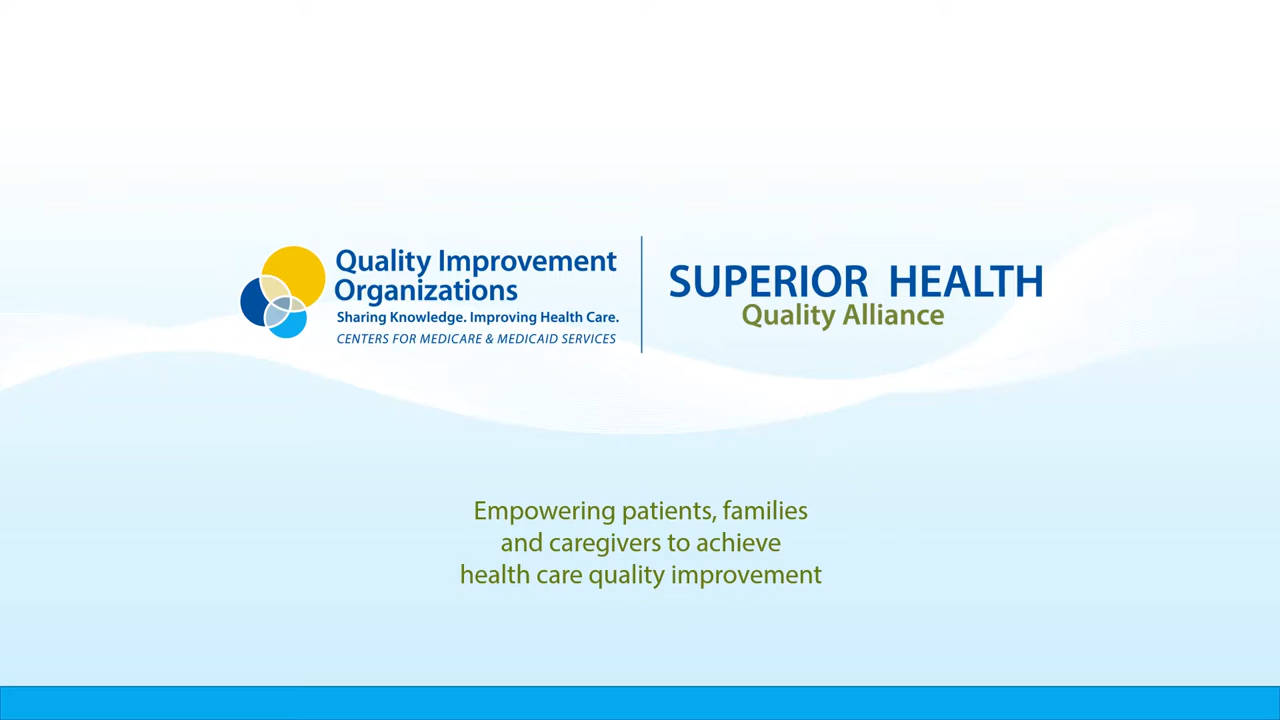 Quality Improvement
Organizations
Sharing Knowledge. Improving Health Care.
CENTERS FOR MEDICARE & MEDICAID SERVICES
SUPERIOR HEALTH
Quality Alliance
Empowering patients, families
and caregivers to achieve
health care quality improvement